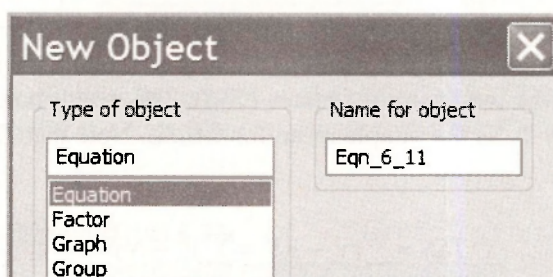 New Object
Type of object
Name for object
Equation
Eqn_6_11
Equation
Factor
Graph
Group